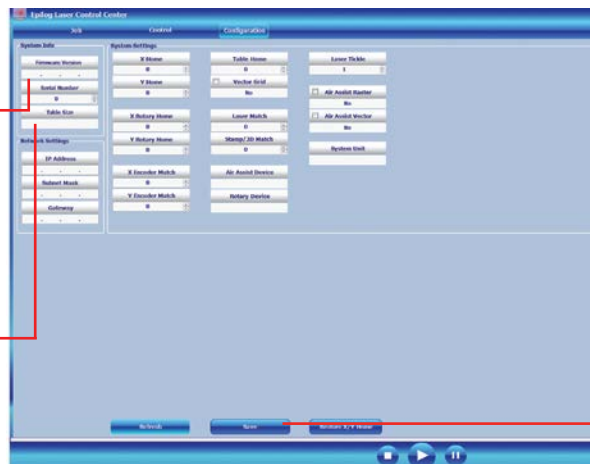 Epilog Laser Control Center
Job Control Configuration
System Info
Firmware Version
. . .
Serial Number
0
Table Size
Network Settings
IP Address
. . .
Subnet Mask
. . .
Gateway
. . .
System Settings
X Home
0
Y Home
0
X Rotary Home
0
Y Rotary Home
0
X Encoder Match
0
Y Encoder Match
0
Table Home
0
Vector Grid
No
Laser Match
0
Stamp/3D Match
0
Air Assist Device
Rotary Device
Laser Tickle
1
Air Assist Raster
No
Air Assist Vector
No
System Unit
Refresh Save Restore X/Y Home